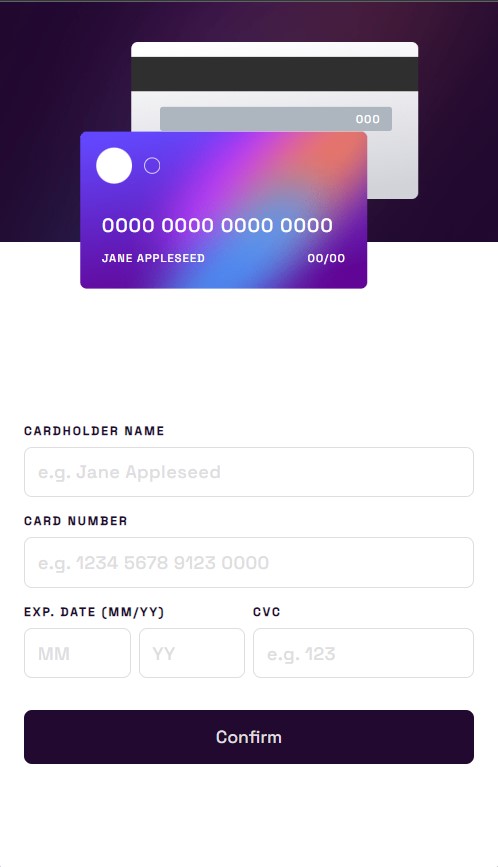 000
0000 0000 0000 0000
JANE APPLESEED 00/00
CARDHOLDER NAME
e.g. Jane Appleseed
CARD NUMBER
e.g. 1234 5678 9123 0000
EXP. DATE (MM/YY) CVC
MM YY e.g. 123
Confirm